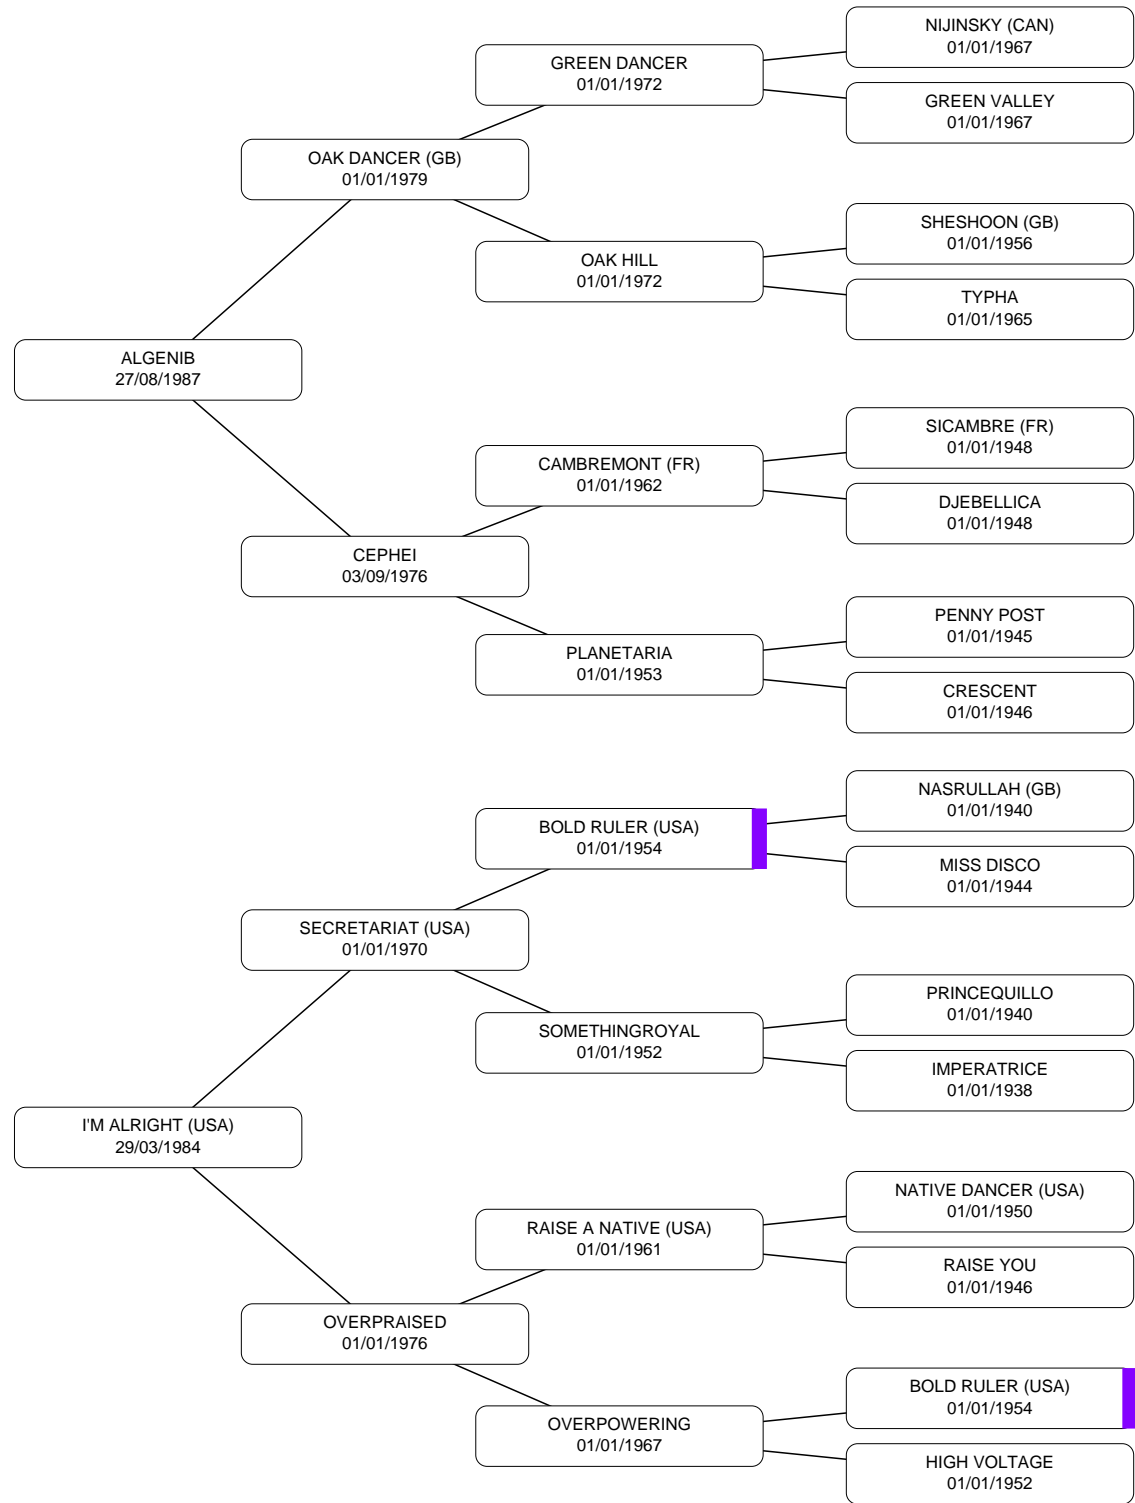 NIJINSKY (CAN)
01/01/1967
GREEN DANCER
01/01/1972
GREEN VALLEY
01/01/1967
OAK DANCER (GB)
01/01/1979
SHESHOON (GB)
01/01/1956
OAK HILL
01/01/1972
TYPHA
01/01/1965
ALGENIB
27/08/1987
SICAMBRE (FR)
01/01/1948
CAMBREMONT (FR)
01/01/1962
DJEBELLICA
01/01/1948
CEPHEI
03/09/1976
PENNY POST
01/01/1945
PLANETARIA
01/01/1953
CRESCENT
01/01/1946
NASRULLAH (GB)
01/01/1940
BOLD RULER (USA)
01/01/1954
MISS DISCO
01/01/1944
SECRETARIAT (USA)
01/01/1970
PRINCEQUILLO
01/01/1940
SOMETHINGROYAL
01/01/1952
IMPERATRICE
01/01/1938
I'M ALRIGHT (USA)
29/03/1984
NATIVE DANCER (USA)
01/01/1950
RAISE A NATIVE (USA)
01/01/1961
RAISE YOU
01/01/1946
OVERPRAISED
01/01/1976
BOLD RULER (USA)
01/01/1954
OVERPOWERING
01/01/1967
HIGH VOLTAGE
01/01/1952